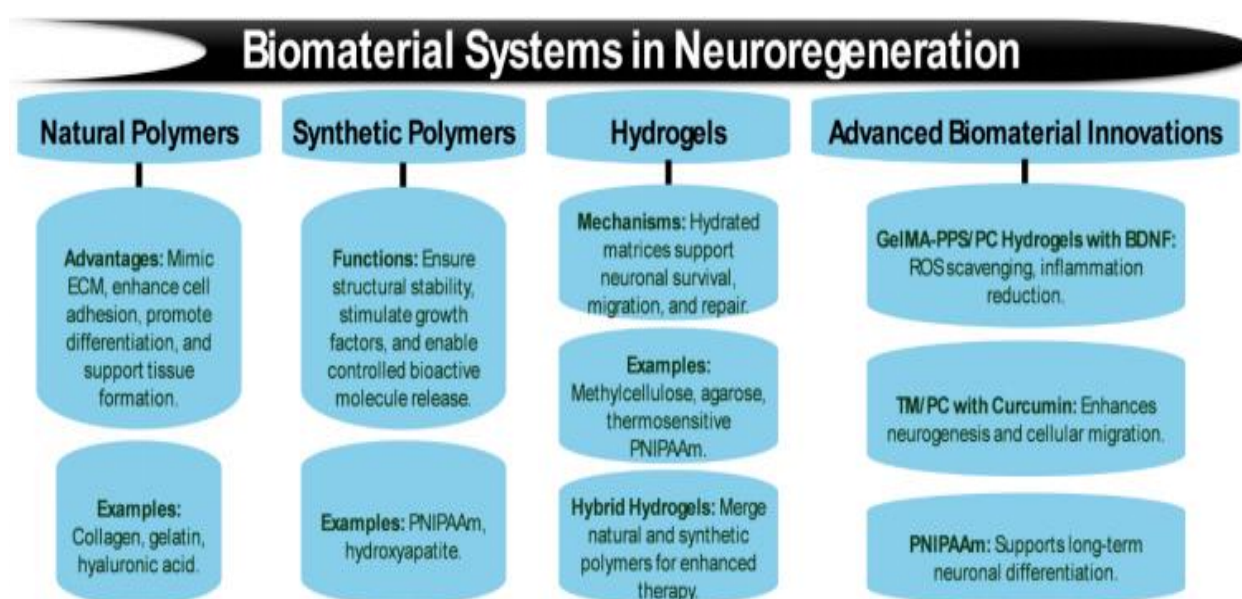 Biomaterial Systems in Neuroregeneration
Natural Polymers
Advantages: Mimic
ECM, enhance cell
adhesion, promote
differentiation, and
support tissue
formation.
Examples:
Collagen, gelatin,
hyaluronic acid.
Synthetic Polymers
Functions: Ensure
structural stability,
stimulate growth
factors, and enable
controlled bioactive
molecule release.
Examples: PNIPAAm,
hydroxyapatite.
Hydrogels
Mechanisms: Hydrated
matrices support
neuronal survival,
migration, and repair.
Examples:
Methylcellulose, agarose,
thermosensitive
PNIPAAm.
Hybrid Hydrogels: Merge
natural and synthetic
polymers for enhanced
therapy.
Advanced Biomaterial Innovations
GelMA-PPS/PC Hydrogels with BDNF:
ROS scavenging, inflammation
reduction.
TM/PC with Curcumin: Enhances
neurogenesis and cellular migration.
PNIPAAm: Supports long-term
neuronal differentiation.